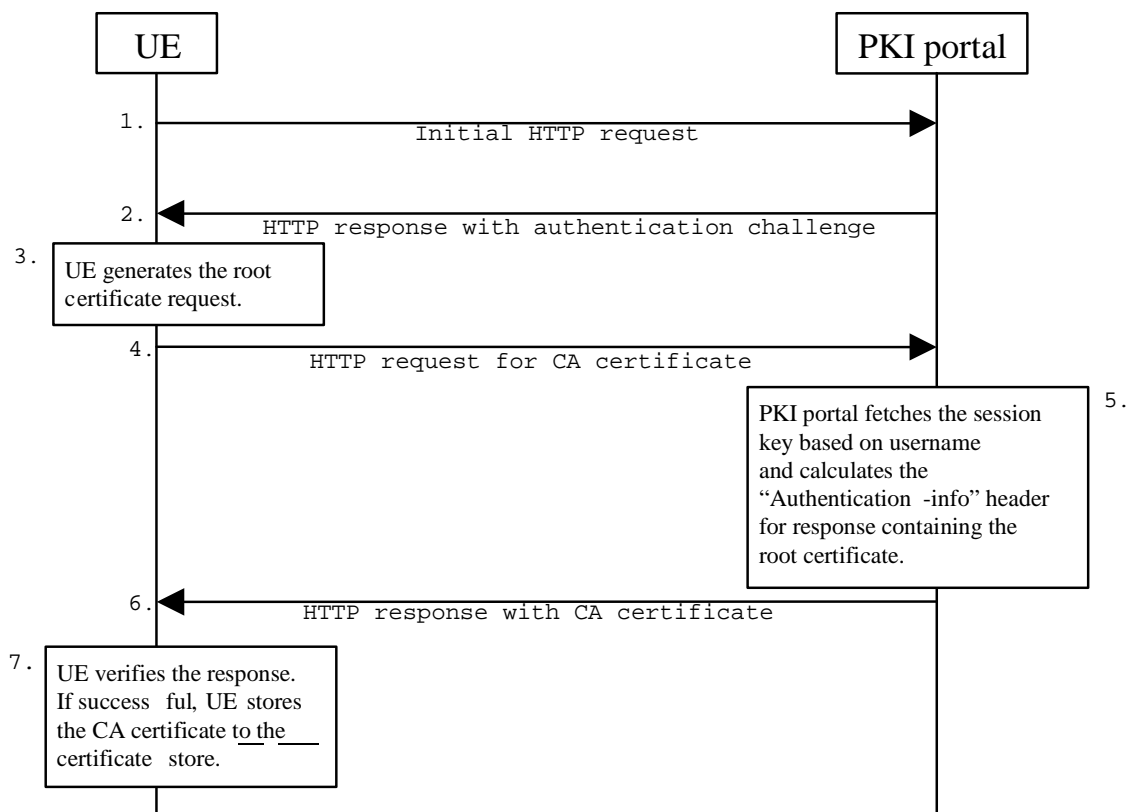 UE
PKI portal
1.
Initial HTTP request
2.
HTTP response with authentication challenge
3.
UE generates the root
certificate request.
4.
HTTP request for CA certificate
5.
PKI portal fetches the session
key based on username
and calculates the
“Authentication -info” header
for response containing the
root certificate.
6.
HTTP response with CA certificate
7.
UE verifies the response.
If success ful, UE stores
the CA certificate to the
certificate store.